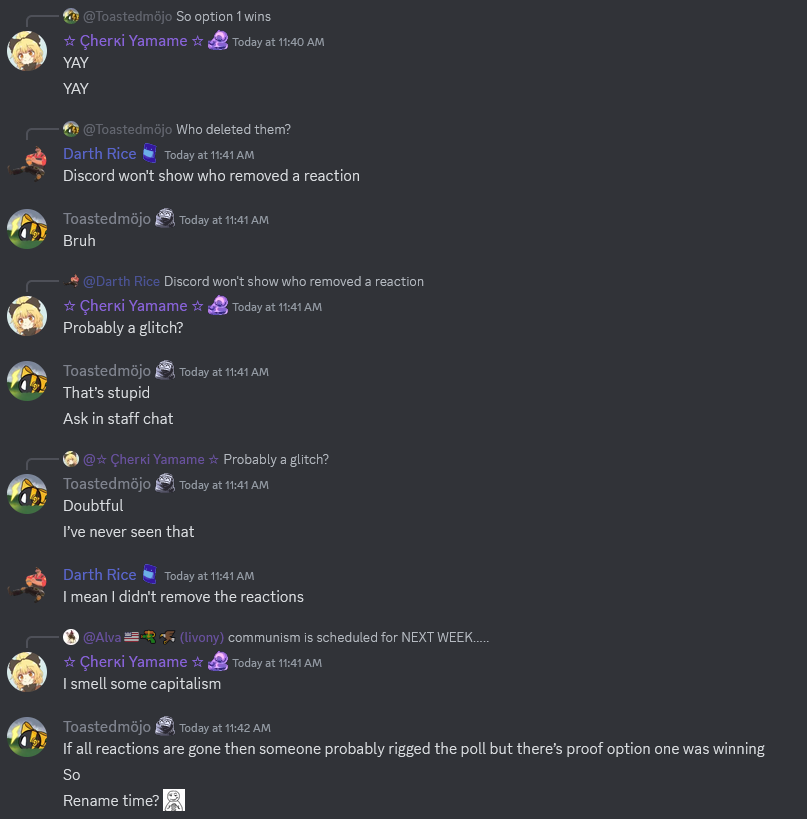 @Toastedmöjo So option 1 wins
☆ Çherкi Yamame ☆ Today at 11:40 AM
YAY
YAY
@Toastedmöjo Who deleted them?
Darth Rice Today at 11:41 AM
Discord won't show who removed a reaction
Toastedmöjo Today at 11:41 AM
Bruh
@Darth Rice Discord won't show who removed a reaction
☆ Çherкi Yamame ☆ Today at 11:41 AM
Probably a glitch?
Toastedmöjo Today at 11:41 AM
That's stupid
Ask in staff chat
@☆ Çherкi Yamame ☆ Probably a glitch?
Toastedmöjo Today at 11:41 AM
Doubtful
I've never seen that
Darth Rice Today at 11:41 AM
I mean I didn't remove the reactions
@Alva (livony) communism is scheduled for NEXT WEEK.....
☆ Çherкi Yamame ☆ Today at 11:41 AM
I smell some capitalism
Toastedmöjo Today at 11:42 AM
If all reactions are gone then someone probably rigged the poll but there's proof option one was winning
So
Rename time?